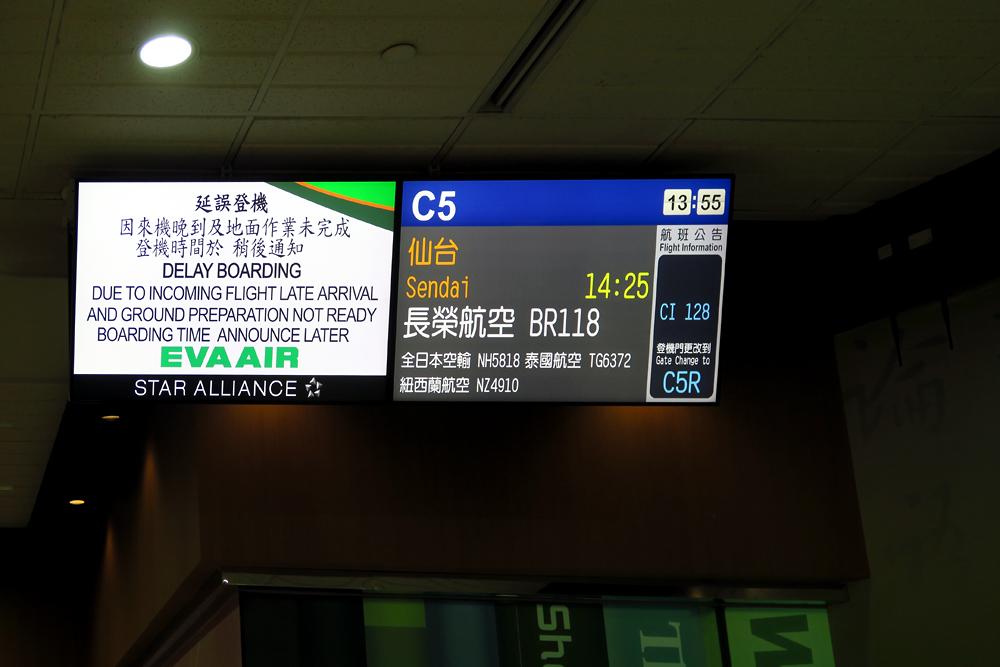 延誤登機
因來機晚到及地面作業未完成
登機時間於 稍後通知
DELAY BOARDING
DUE TO INCOMING FLIGHT LATE ARRIVAL
AND GROUND PREPARATION NOT READY
BOARDING TIME ANNOUNCE LATER
EVA AIR
STAR ALLIANCE
C5
13:55
仙台
Sendai
14:25
長榮航空 BR118
全日本空輸 NH5818 泰國航空 TG6372
紐西蘭航空 NZ4910
航班公告
Flight Information
CI 128
登機門更改到
Gate Change to
C5R
Sh